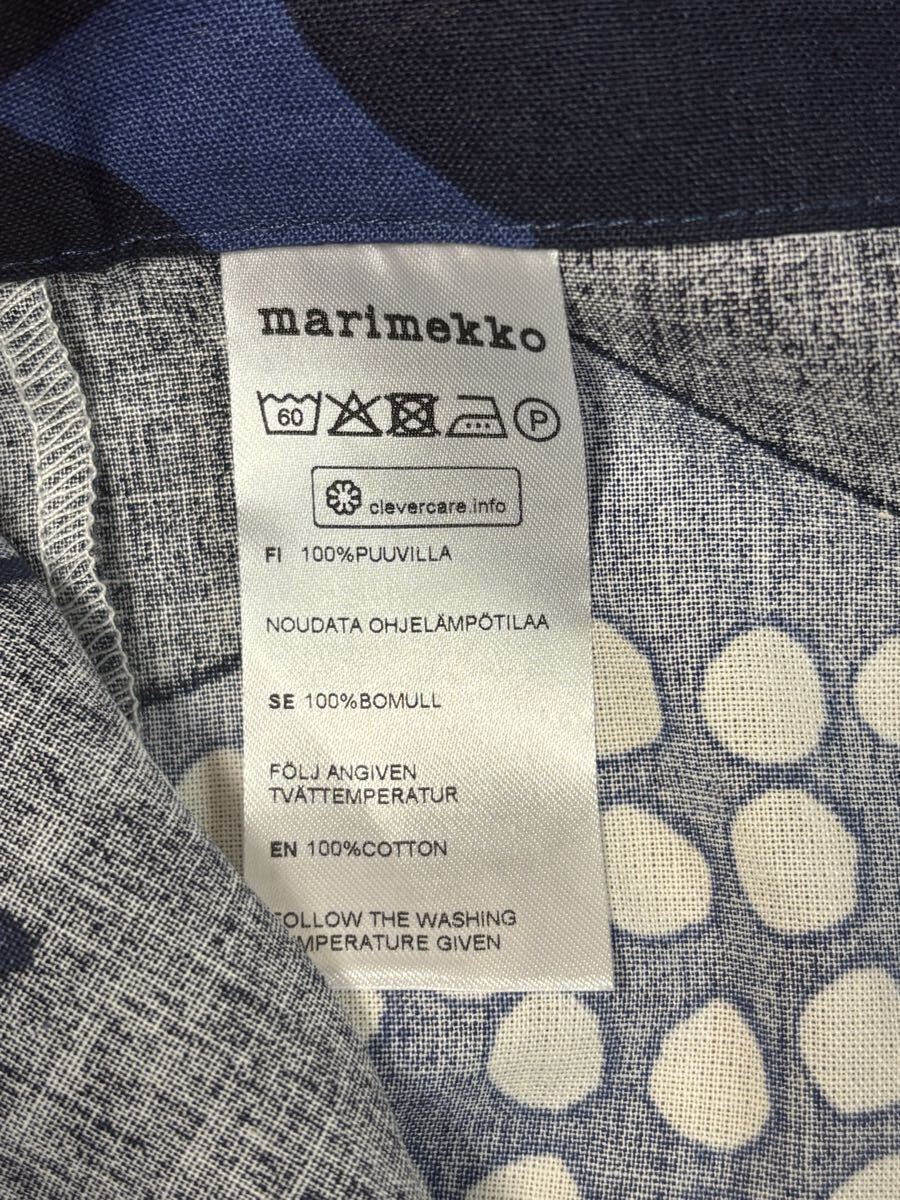 marimekko
60 P
clevercare.info
FI 100%PUUVILLA
NOUDATA OHJELÄMPÖTILAA
SE 100%BOMULL
FÖLJ ANGIVEN
TVÄTTEMPERATUR
EN 100%COTTON
FOLLOW THE WASHING
TEMPERATURE GIVEN